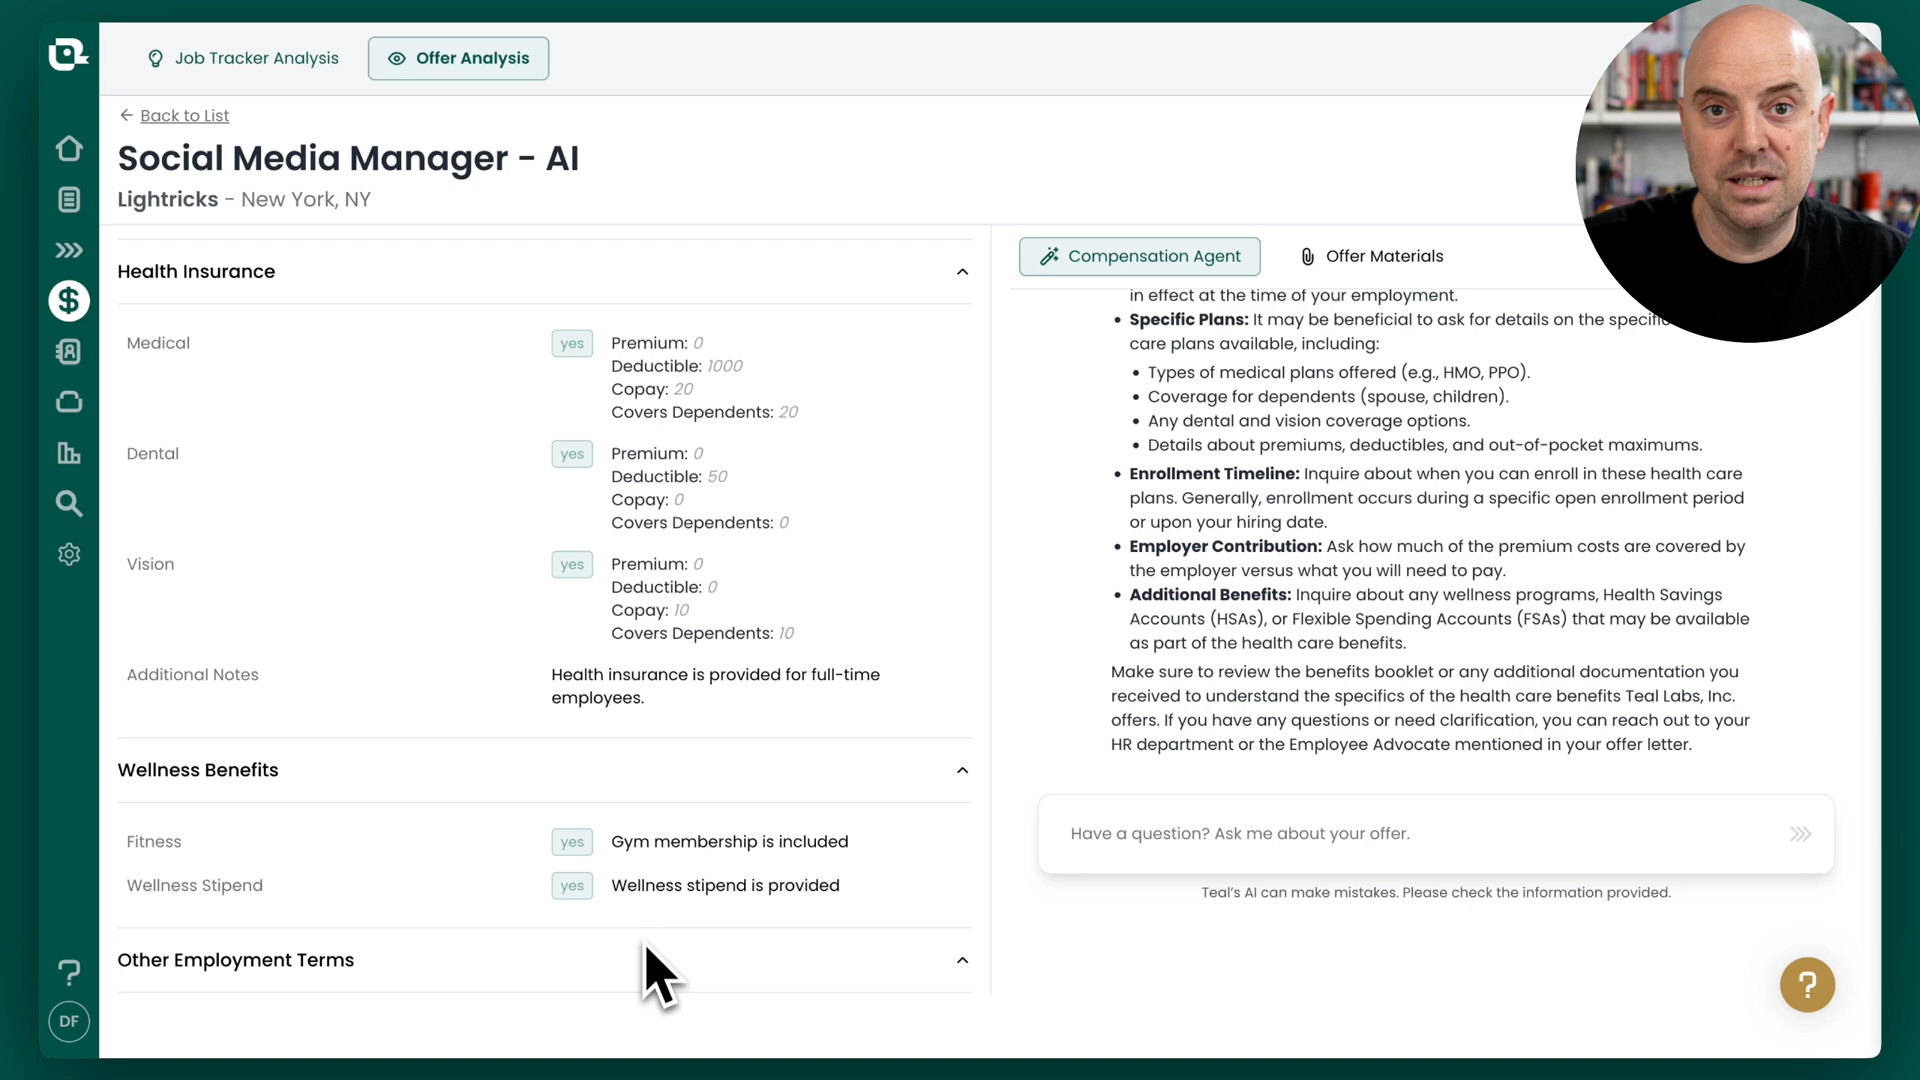 Job Tracker Analysis
Offer Analysis
Back to List
Social Media Manager - AI
Lightricks - New York, NY
Health Insurance
Medical
yes
Premium: 0
Deductible: 1000
Copay: 20
Covers Dependents: 20
Dental
yes
Premium: 0
Deductible: 50
Copay: 0
Covers Dependents: 0
Vision
yes
Premium: 0
Deductible: 0
Copay: 10
Covers Dependents: 10
Additional Notes
Health insurance is provided for full-time
employees.
Wellness Benefits
Fitness
yes
Gym membership is included
Wellness Stipend
yes
Wellness stipend is provided
Other Employment Terms
Compensation Agent
Offer Materials
in effect at the time of your employment.
• Specific Plans: It may be beneficial to ask for details on the
care plans available, including:
• Types of medical plans offered (e.g., HMO, PPO).
• Coverage for dependents (spouse, children).
• Any dental and vision coverage options.
• Details about premiums, deductibles, and out-of-pocket maximums.
• Enrollment Timeline: Inquire about when you can enroll in these health care
plans. Generally, enrollment occurs during a specific open enrollment period
or upon your hiring date.
• Employer Contribution: Ask how much of the premium costs are covered by
the employer versus what you will need to pay.
• Additional Benefits: Inquire about any wellness programs, Health Savings
Accounts (HSAs), or Flexible Spending Accounts (FSAs) that may be available
as part of the health care benefits.
Make sure to review the benefits booklet or any additional documentation you
received to understand the specifics of the health care benefits Teal Labs, Inc.
offers. If you have any questions or need clarification, you can reach out to your
HR department or the Employee Advocate mentioned in your offer letter.
Have a question? Ask me about your offer.
Teal's AI can make mistakes. Please check the information provided.
?
?
DF